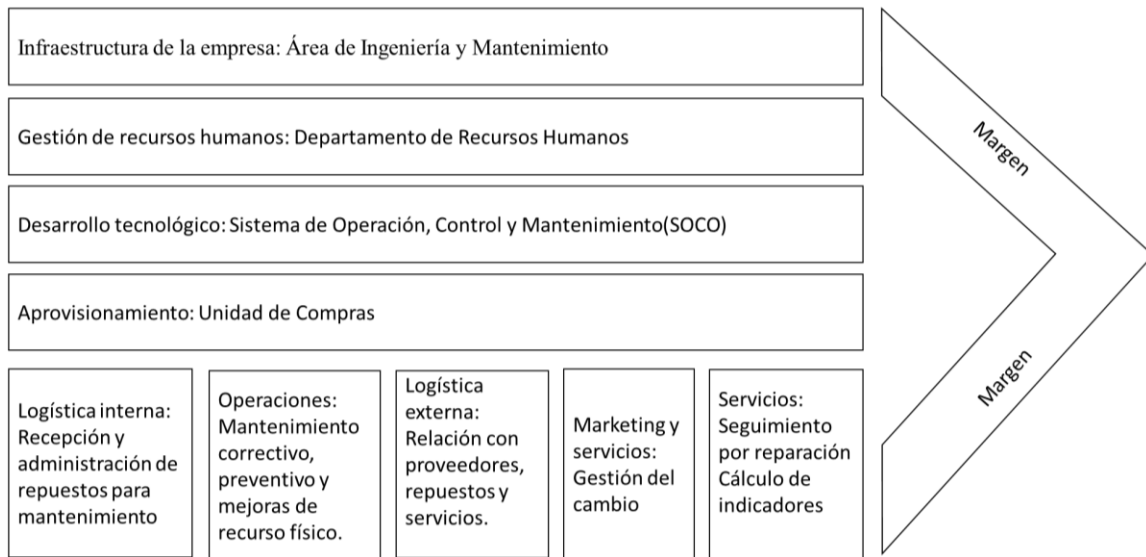 Infraestructura de la empresa: Área de Ingeniería y Mantenimiento
Gestión de recursos humanos: Departamento de Recursos Humanos
Desarrollo tecnológico: Sistema de Operación, Control y Mantenimiento(SOCO)
Aprovisionamiento: Unidad de Compras
Logística interna:
Recepción y
administración de
repuestos para
mantenimiento
Operaciones:
Mantenimiento
correctivo,
preventivo y
mejoras de
recurso físico.
Logística
externa:
Relación con
proveedores,
repuestos y
servicios.
Marketing y
servicios:
Gestión del
cambio
Servicios:
Seguimiento
por reparación
Cálculo de
indicadores
Margen
Margen